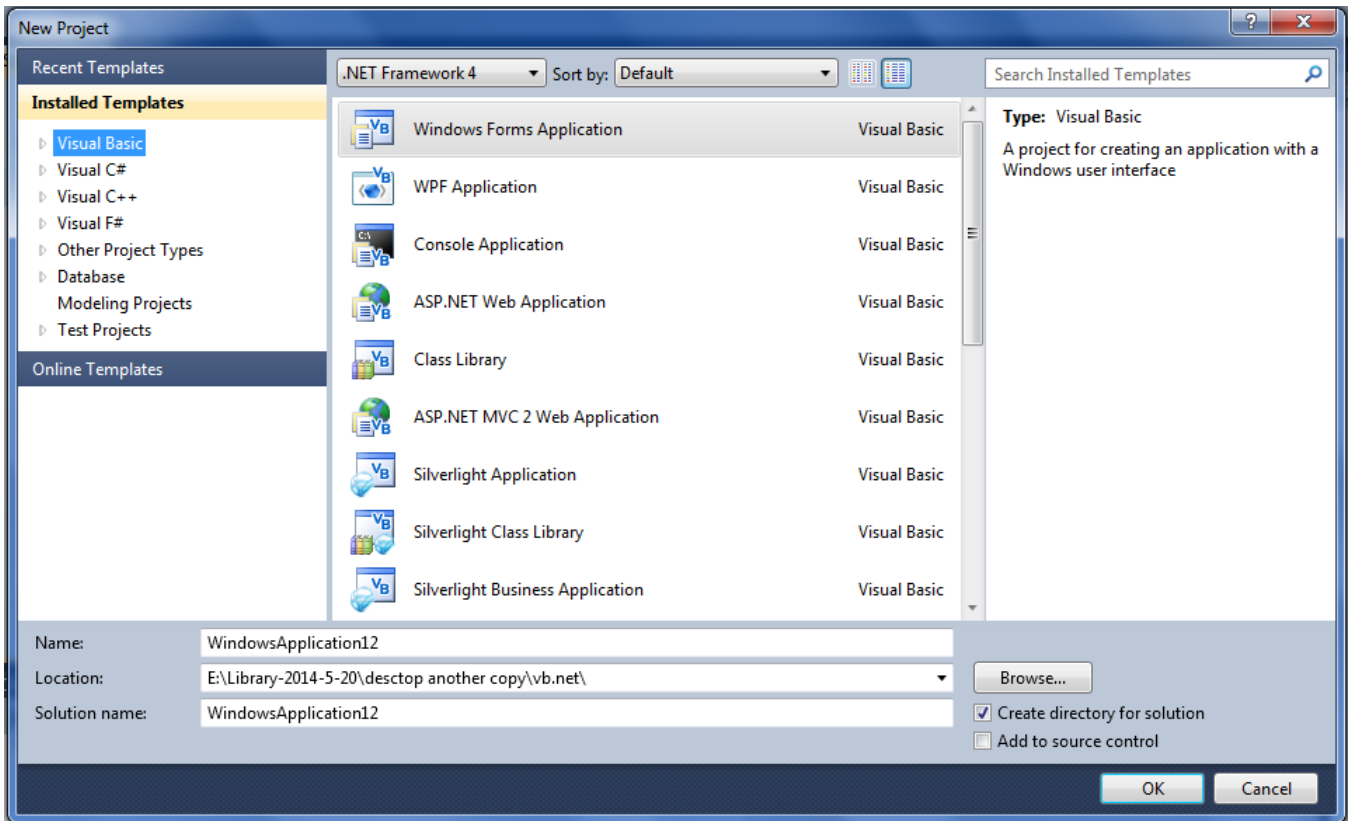 New Project
Recent Templates
Installed Templates
Visual Basic
Visual C#
Visual C++
Visual F#
Other Project Types
Database
Modeling Projects
Test Projects
Online Templates
.NET Framework 4
Sort by: Default
Search Installed Templates
Windows Forms Application Visual Basic
WPF Application Visual Basic
Console Application Visual Basic
ASP.NET Web Application Visual Basic
Class Library Visual Basic
ASP.NET MVC 2 Web Application Visual Basic
Silverlight Application Visual Basic
Silverlight Class Library Visual Basic
Silverlight Business Application Visual Basic
Type: Visual Basic
A project for creating an application with a
Windows user interface
Name: WindowsApplication12
Location: E:\Library-2014-5-20\desctop another copy\vb.net\
Browse...
Solution name: WindowsApplication12
Create directory for solution
Add to source control
OK Cancel